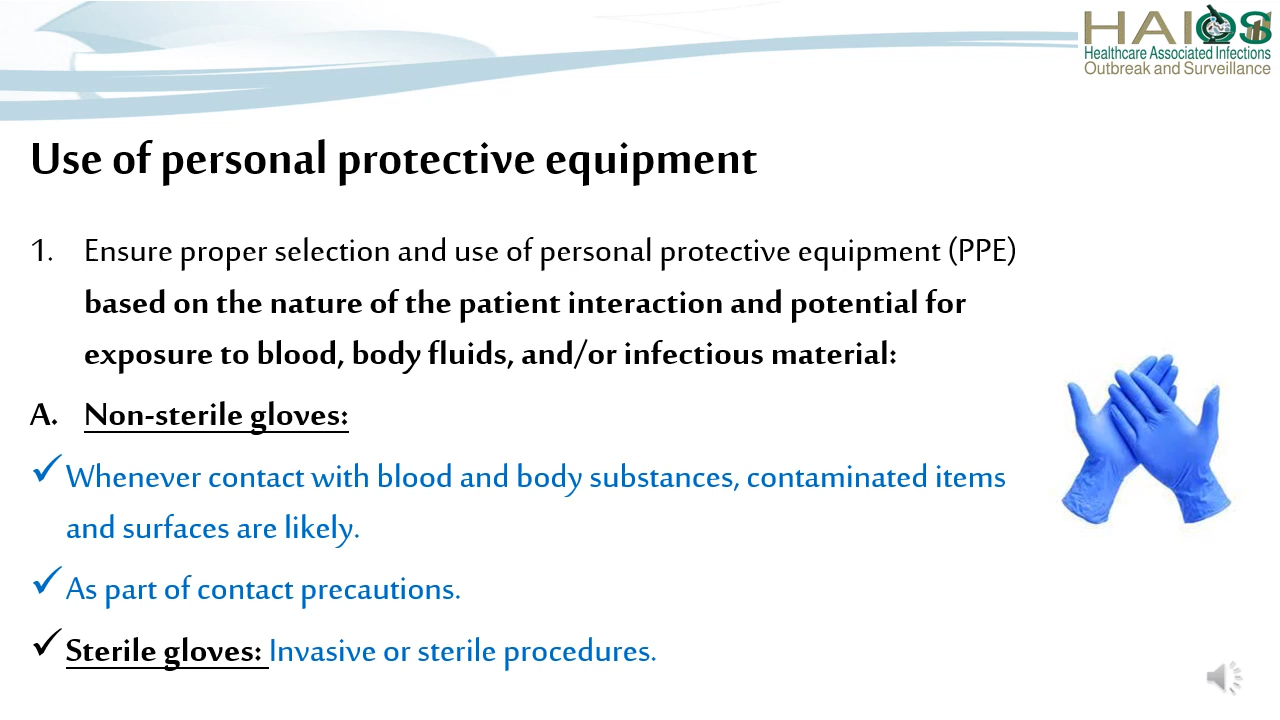 HAIOS
Healthcare Associated Infections
Outbreak and Surveillance
Use of personal protective equipment
1. Ensure proper selection and use of personal protective equipment (PPE)
based on the nature of the patient interaction and potential for
exposure to blood, body fluids, and/or infectious material:
A. Non-sterile gloves:
✓ Whenever contact with blood and body substances, contaminated items
and surfaces are likely.
✓ As part of contact precautions.
✓ Sterile gloves: Invasive or sterile procedures.